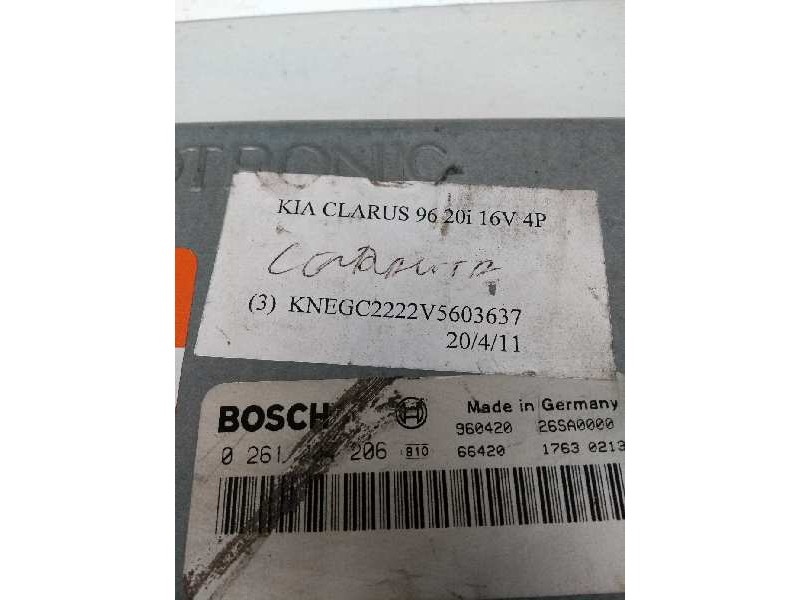 OTRONIC
KIA CLARUS 96 20i 16V 4P
(3) KNEGC2222V5603637
20/4/11
BOSCH Made in Germany
960420 26SA0000
0 261 206 810 66420 1763 0213